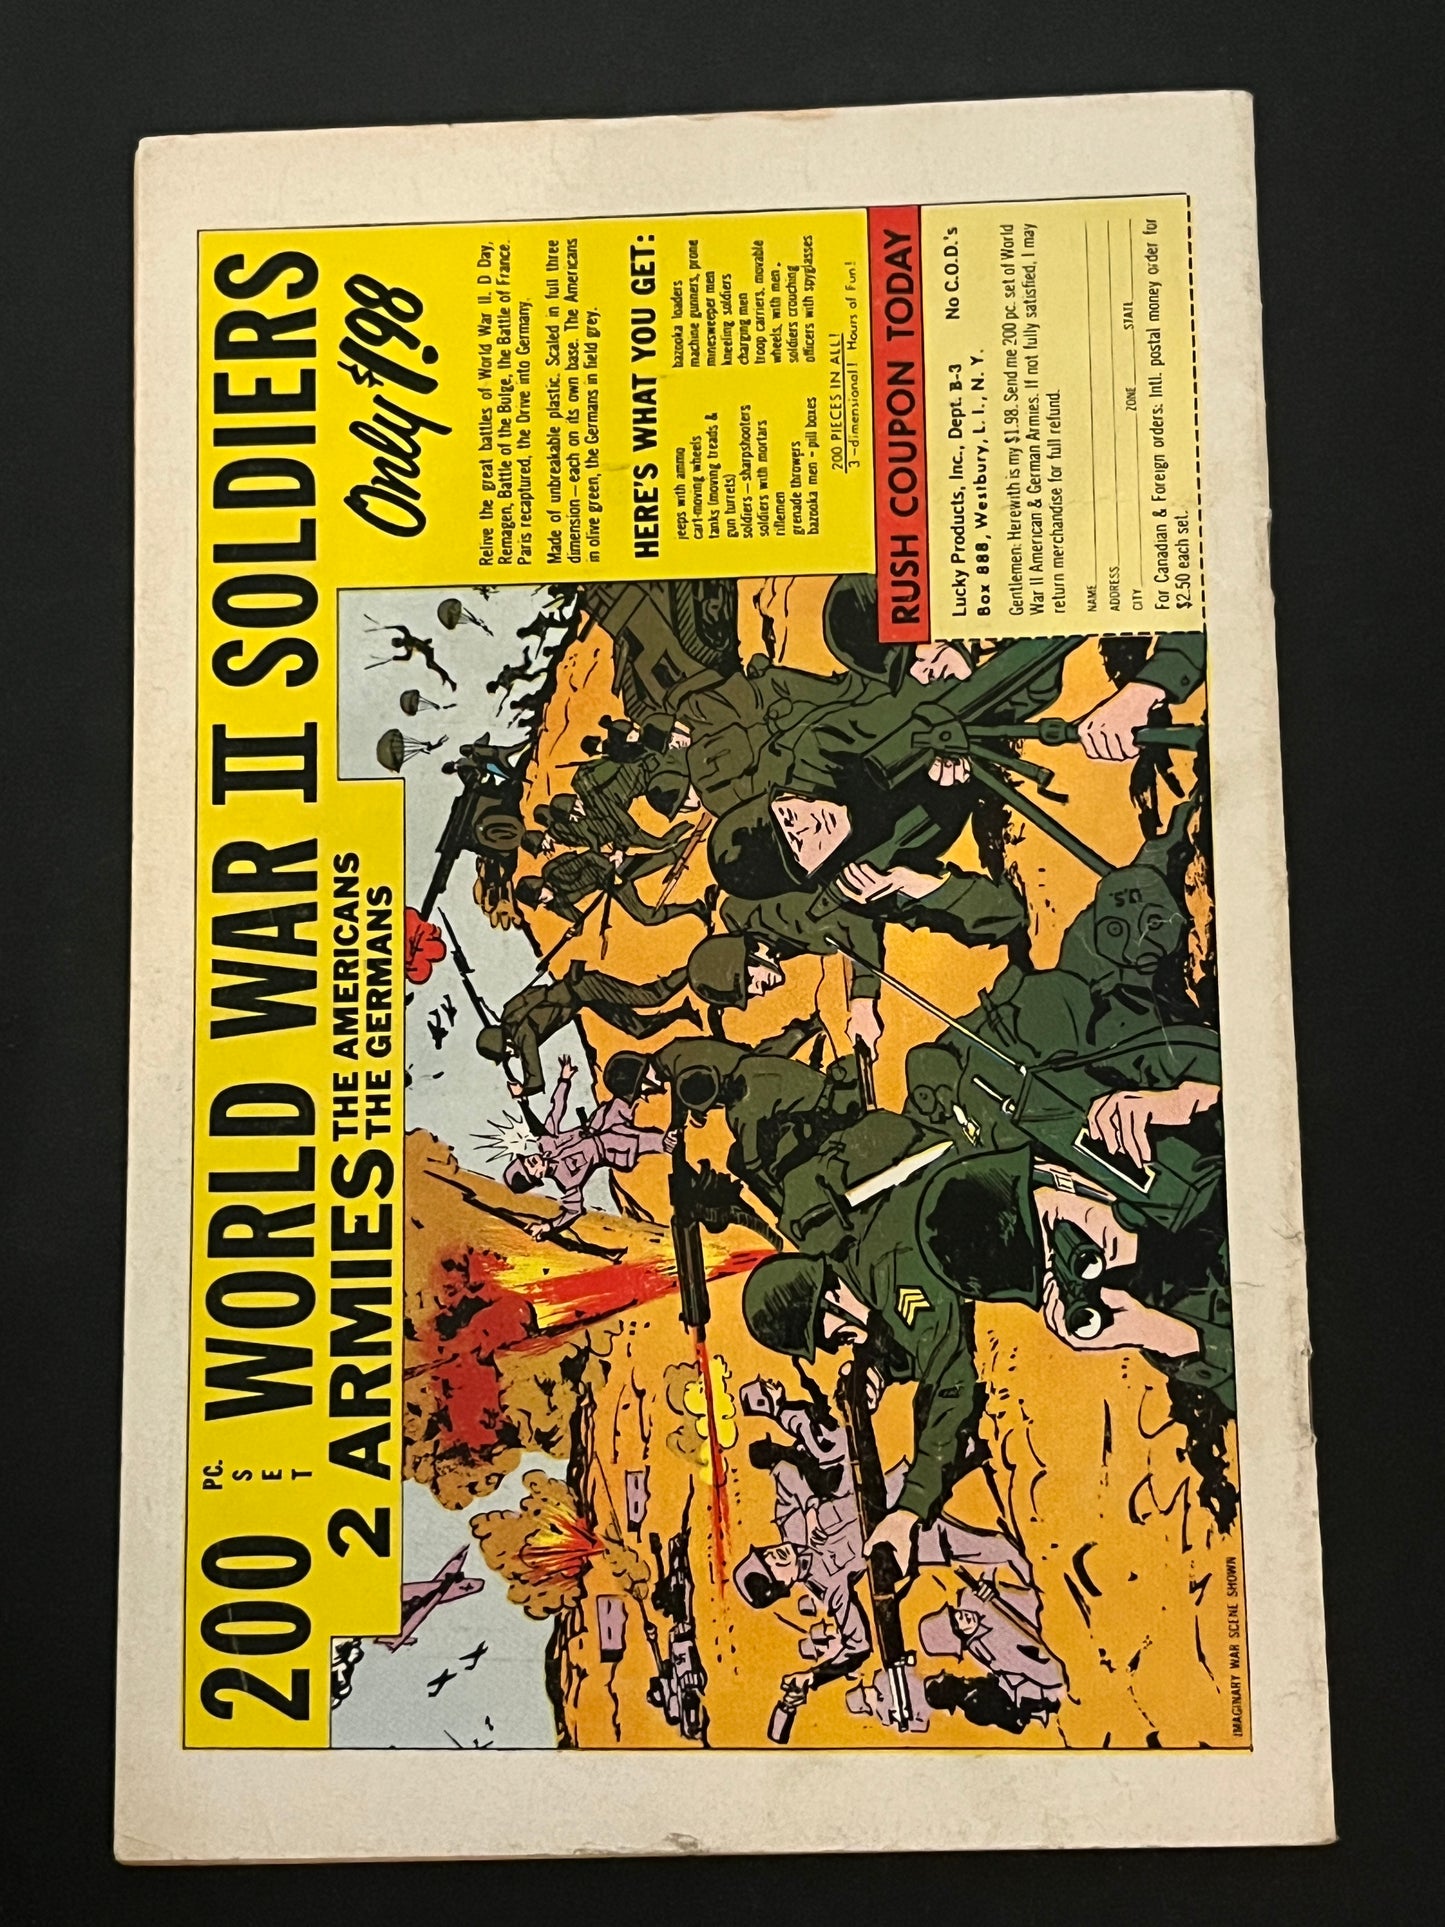 200 PC. SET WORLD WAR II SOLDIERS
2 ARMIES THE AMERICANS
THE GERMANS
Only $1.98
Relive the great battles of World War II. D Day,
Remagen, Battle of the Bulge, the Battle of France.
Paris recaptured, the Drive into Germany.
Made of unbreakable plastic. Scaled in full three
dimension — each on its own base. The Americans
in olive green, the Germans in field grey.
HERE'S WHAT YOU GET:
jeeps with ammo
cart-moving wheels
tanks (moving treads &
gun turrets)
soldiers — sharpshooters
soldiers with mortars
riflemen
grenade throwers
bazooka men - pill boxes
bazooka loaders
machine gunners, prone
minesweeper men
kneeling soldiers
charging men
troop carriers, movable
wheels, with men.
soldiers crouching
officers with spyglasses
200 PIECES IN ALL!
3-dimensional! Hours of Fun!
RUSH COUPON TODAY
Lucky Products, Inc., Dept. B-3 No C.O.D.'s
Box 888, Westbury, L. I., N. Y.
Gentlemen: Herewith is my $1.98. Send me 200 pc. set of World
War II American & German Armies. If not fully satisfied, I may
return merchandise for full refund.
NAME
ADDRESS
CITY ZONE STATE
For Canadian & Foreign orders: Intl. postal money order for
$2.50 each set.
U.S.
IMAGINARY WAR SCENE SHOWN